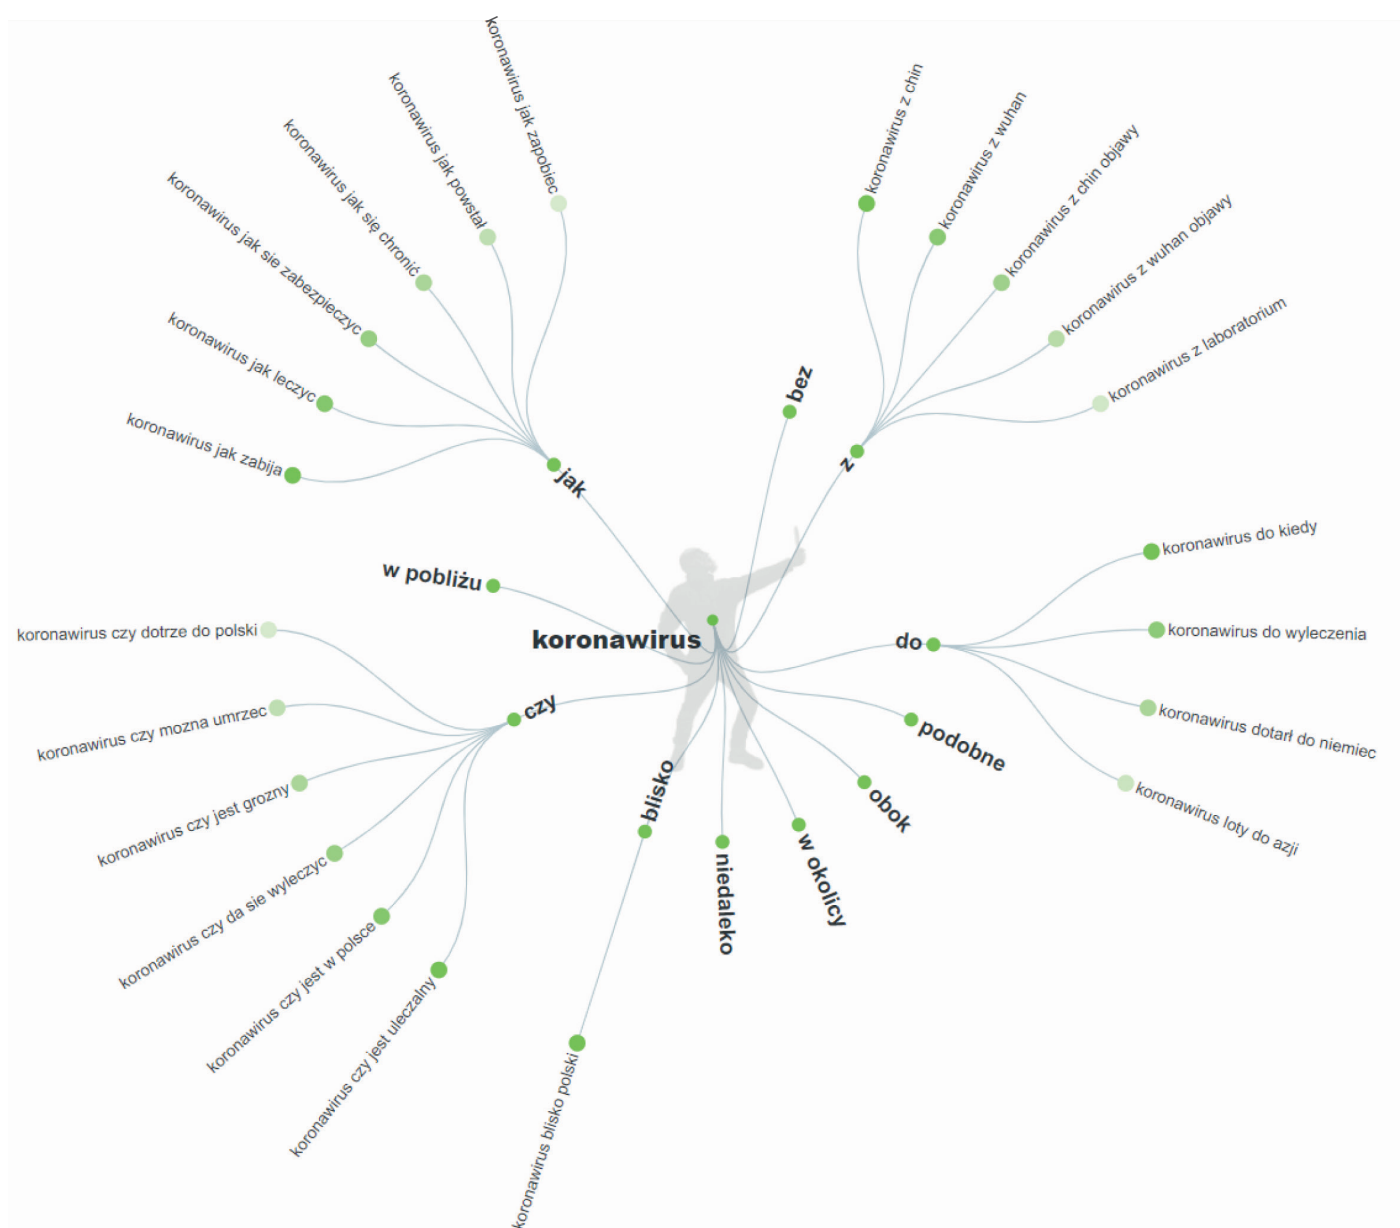 koronawirus
bez
z
koronawirus z chin
koronawirus z wuhan
koronawirus z chin objawy
koronawirus z wuhan objawy
koronawirus z laboratorium
do
koronawirus do kiedy
koronawirus do wyleczenia
koronawirus dotarł do niemiec
koronawirus loty do azji
podobne
obok
w okolicy
niedaleko
blisko
koronawirus blisko polski
czy
koronawirus czy jest uleczalny
koronawirus czy jest w polsce
koronawirus czy da sie wyleczyc
koronawirus czy jest grozny
koronawirus czy mozna umrzec
koronawirus czy dotrze do polski
w pobliżu
jak
koronawirus jak zabija
koronawirus jak leczyc
koronawirus jak sie zabezpieczyc
koronawirus jak się chronić
koronawirus jak powstał
koronawirus jak zapobiec